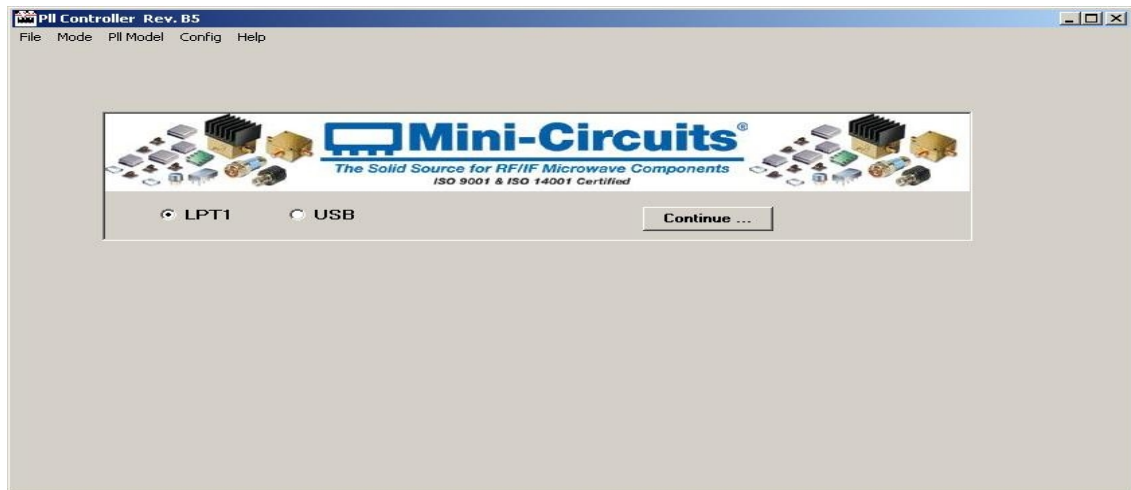 Pll Controller Rev. B5
File Mode Pll Model Config Help
Mini-Circuits®
The Solid Source for RF/IF Microwave Components
ISO 9001 & ISO 14001 Certified
LPT1 USB Continue ...